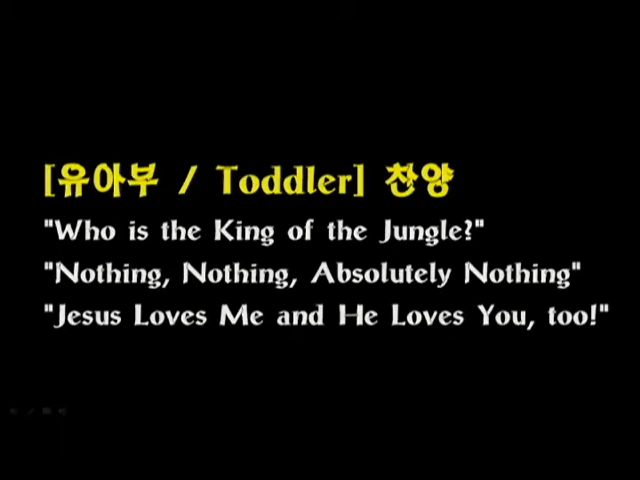 [유아부 / Toddler] 찬양
"Who is the King of the Jungle?"
"Nothing, Nothing, Absolutely Nothing"
"Jesus Loves Me and He Loves You, too!"